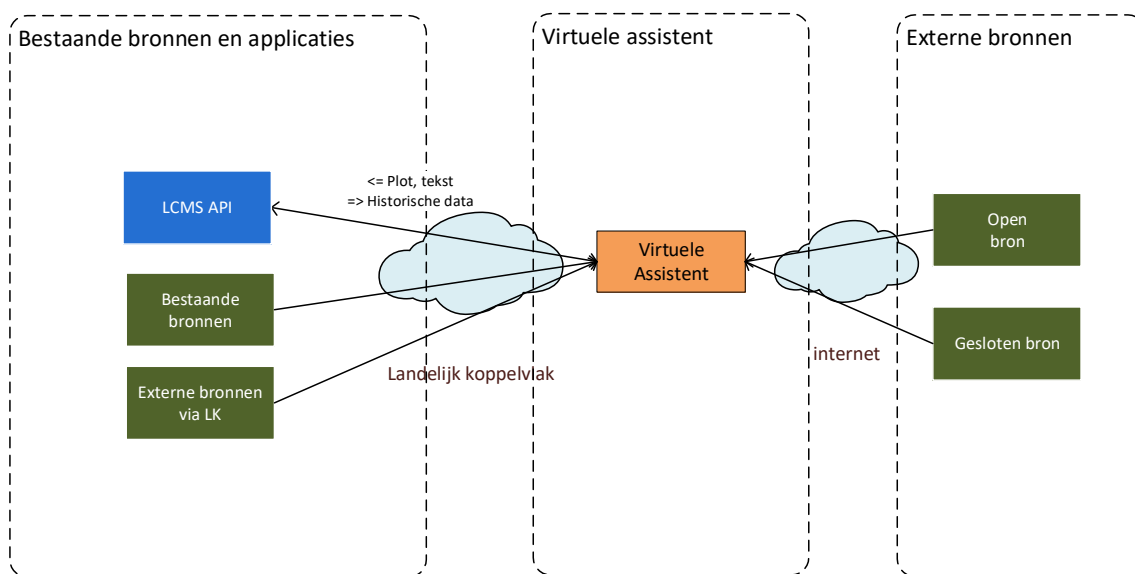 Bestaande bronnen en applicaties
Virtuele assistent
Externe bronnen
<= Plot, tekst
=> Historische data
LCMS API
Bestaande
bronnen
Externe bronnen
via LK
Landelijk koppelvlak
Virtuele
Assistent
internet
Open
bron
Gesloten bron